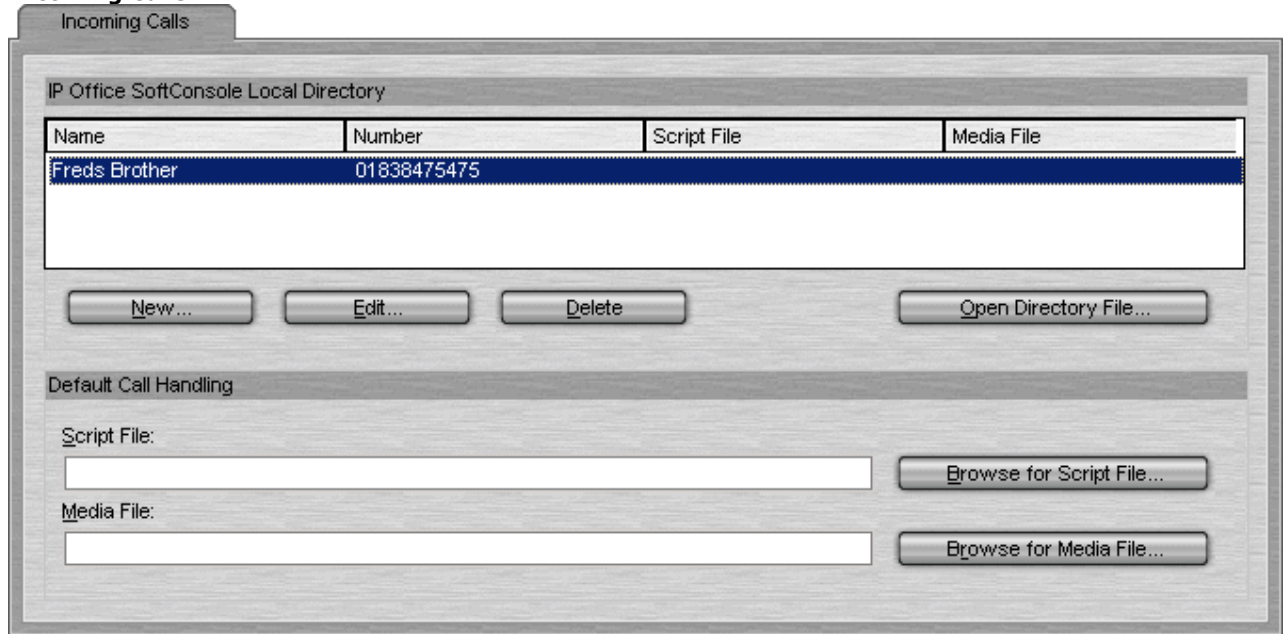 Incoming Calls
IP Office SoftConsole Local Directory
Name Number Script File Media File
Freds Brother 01838475475
New... Edit... Delete Open Directory File...
Default Call Handling
Script File:
Browse for Script File...
Media File:
Browse for Media File...